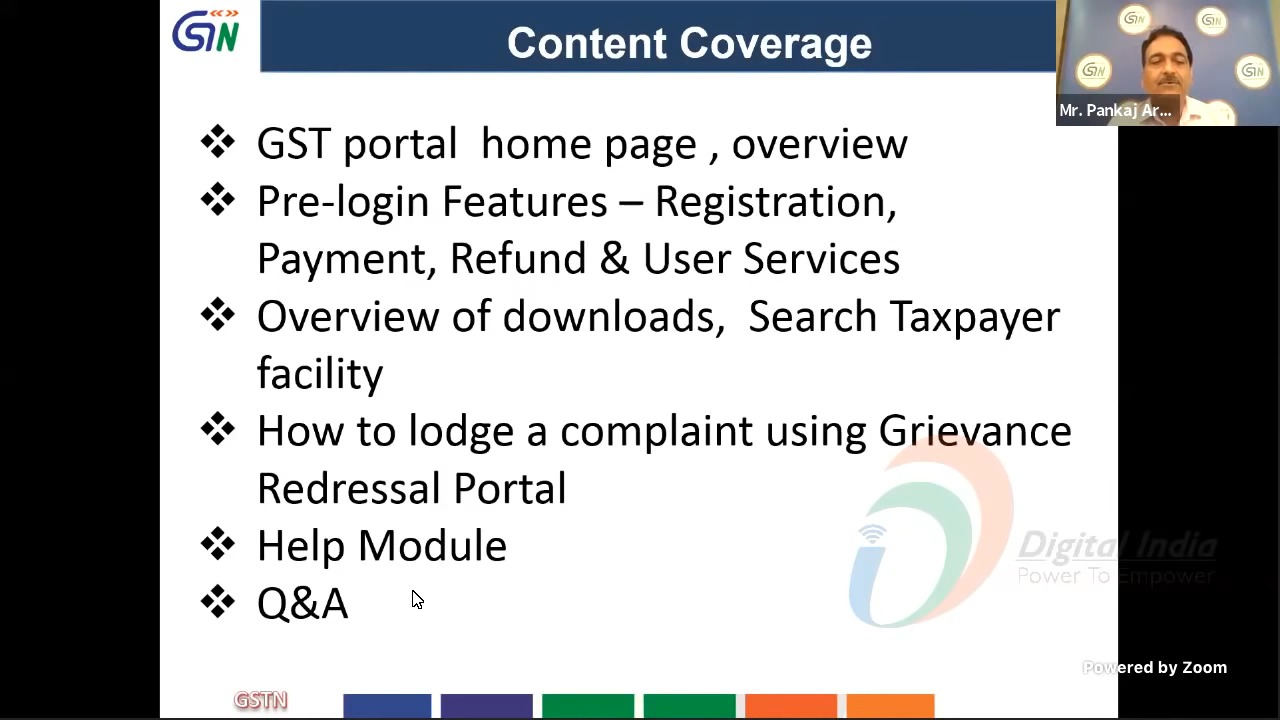 GSTN
Content Coverage
Mr. Pankaj Ar...
❖ GST portal home page , overview
❖ Pre-login Features – Registration,
Payment, Refund & User Services
❖ Overview of downloads, Search Taxpayer
facility
❖ How to lodge a complaint using Grievance
Redressal Portal
❖ Help Module
❖ Q&A
Digital India
Power To Empower
Powered by Zoom
GSTN